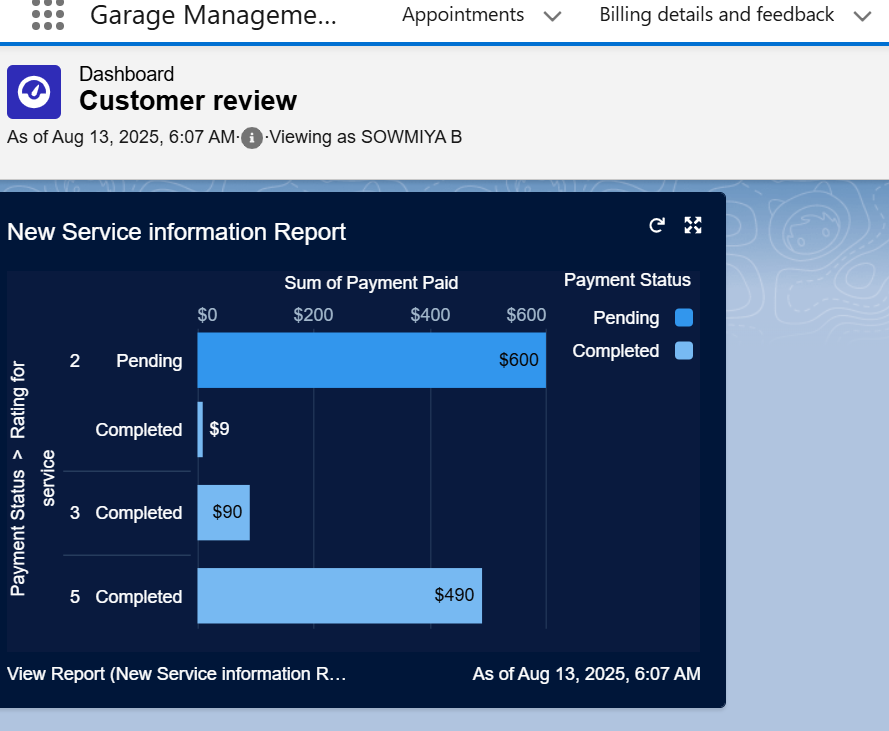 Garage Manageme...
Appointments
Billing details and feedback
Dashboard
Customer review
As of Aug 13, 2025, 6:07 AM·i·Viewing as SOWMIYA B
New Service information Report
Sum of Payment Paid
$0 $200 $400 $600
Payment Status
Pending
Completed
Payment Status > Rating for
service
2 Pending $600
Completed $9
3 Completed $90
5 Completed $490
View Report (New Service information R...
As of Aug 13, 2025, 6:07 AM